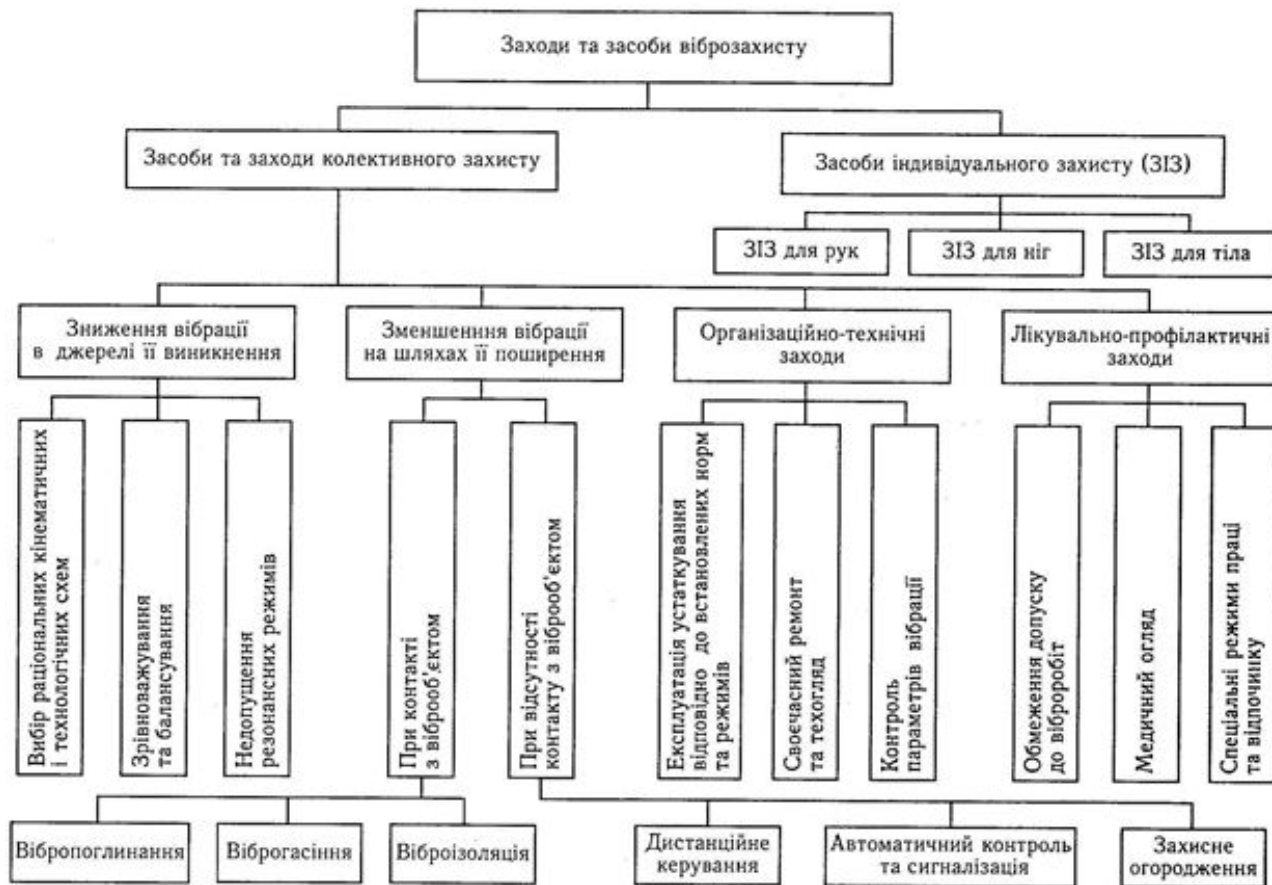 Заходи та засоби віброзахисту
Засоби та заходи колективного захисту
Засоби індивідуального захисту (ЗІЗ)
ЗІЗ для рук
ЗІЗ для ніг
ЗІЗ для тіла
Зниження вібрації
в джерелі її виникнення
Зменшенння вібрації
на шляхах її поширення
Організаційно-технічні
заходи
Лікувально-профілактичні
заходи
Вибір раціональних кінематичних
і технологічних схем
Зрівноважування
та балансування
Недопущення
резонансних режимів
При контакті
з віброоб'єктом
При відсутності
контакту з віброоб'єктом
Експлуатація устаткування
відповідно до встановлених норм
та режимів
Своєчасний ремонт
та техогляд
Контроль
параметрів вібрації
Обмеження допуску
до віброробіт
Медичний огляд
Спеціальні режими праці
та відпочинку
Вібропоглинання
Віброгасіння
Віброізоляція
Дистанційне
керування
Автоматичний контроль
та сигналізація
Захисне
огородження